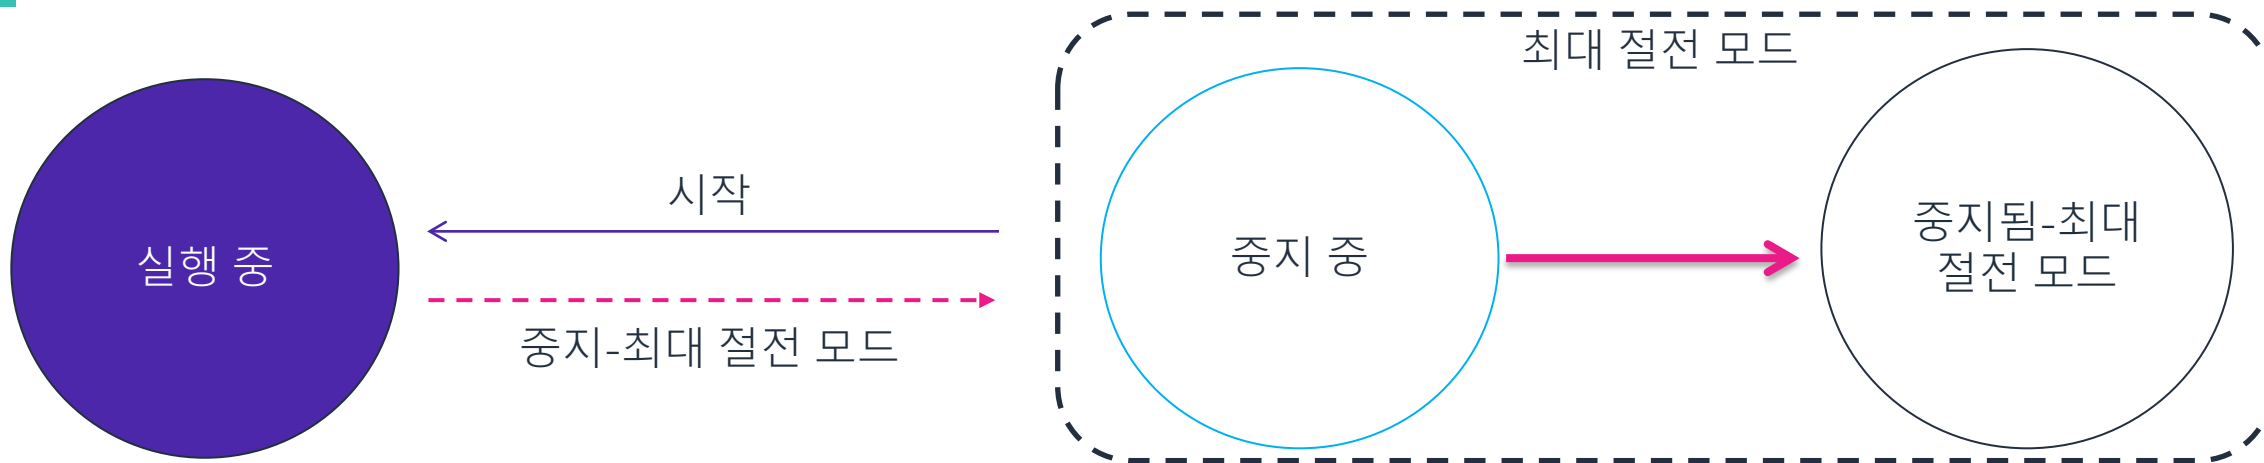 최대 절전 모드
실행 중
시작
중지-최대 절전 모드
중지 중
중지됨-최대
절전 모드